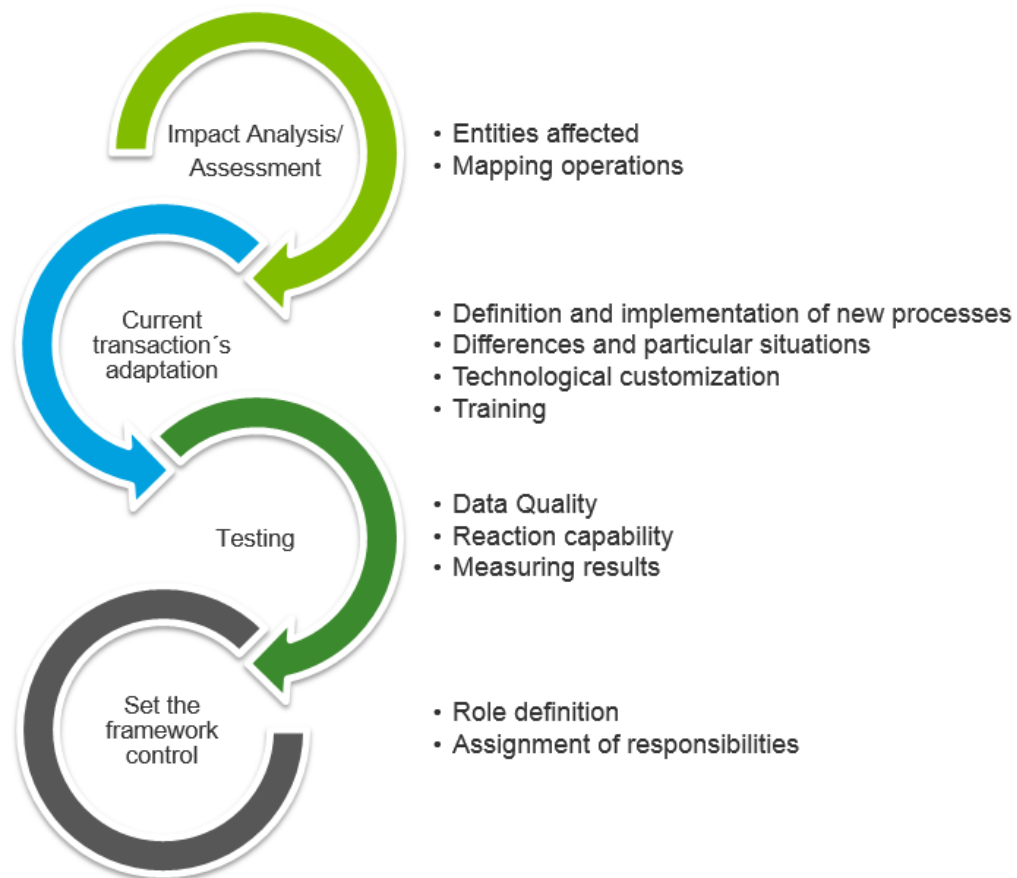 Impact Analysis/
Assessment
• Entities affected
• Mapping operations
Current
transaction´s
adaptation
• Definition and implementation of new processes
• Differences and particular situations
• Technological customization
• Training
Testing
• Data Quality
• Reaction capability
• Measuring results
Set the
framework
control
• Role definition
• Assignment of responsibilities